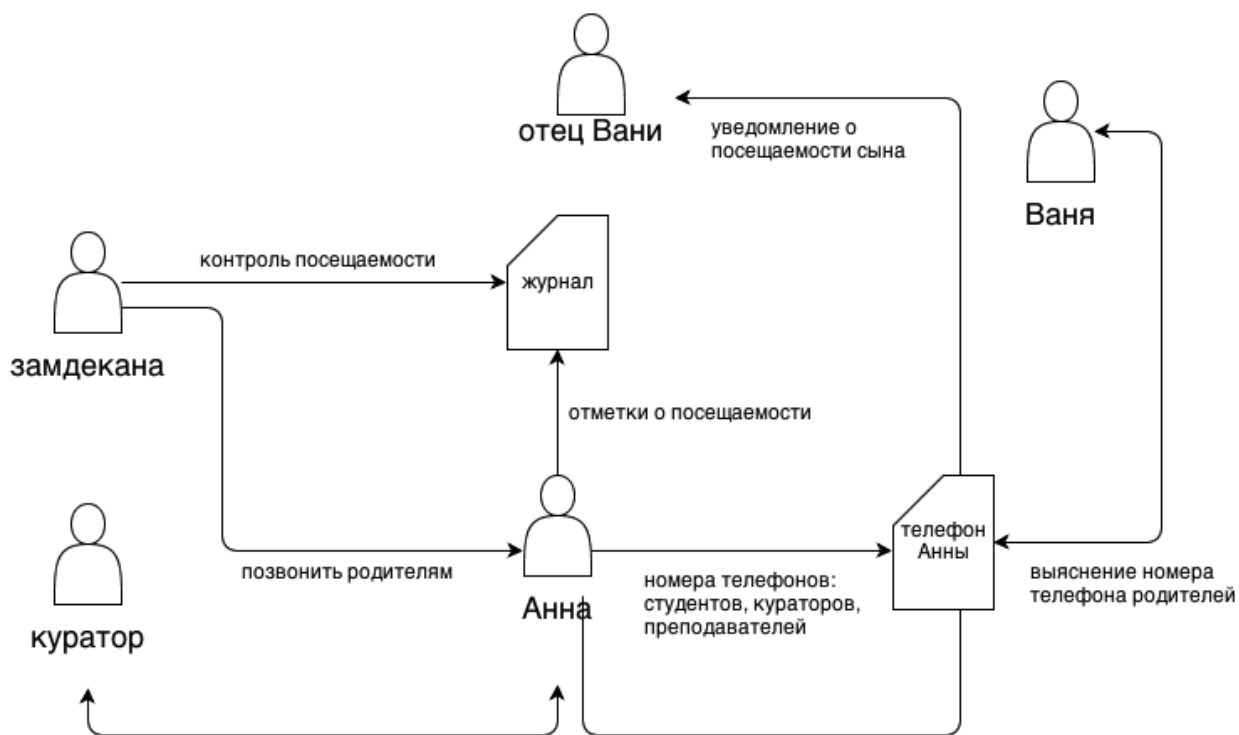 отец Вани
уведомление о
посещаемости сына
Ваня
контроль посещаемости
журнал
замдекана
отметки о посещаемости
позвонить родителям
телефон
Анны
номера телефонов:
студентов, кураторов,
преподавателей
выяснение номера
телефона родителей
Анна
куратор